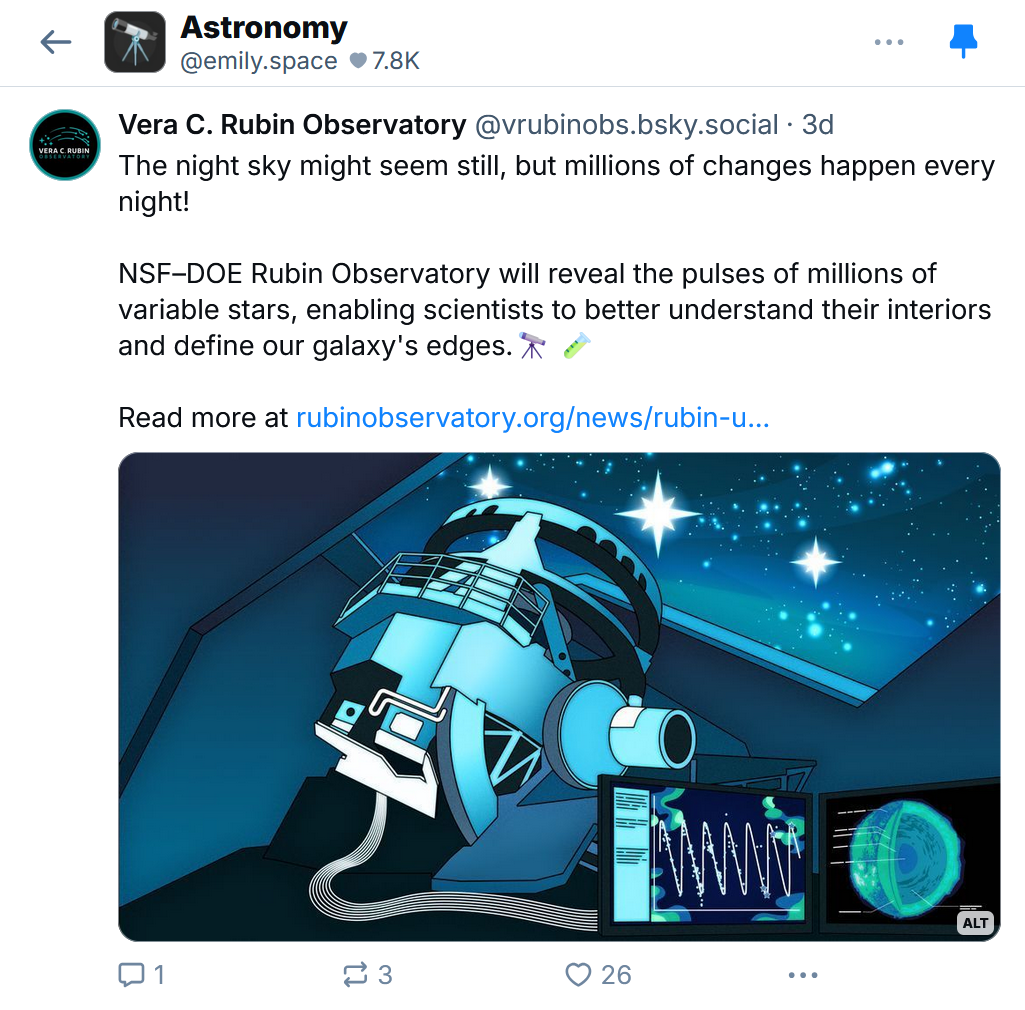 Astronomy
@emily.space 7.8K
VERA C. RUBIN
OBSERVATORY
Vera C. Rubin Observatory @vrubinobs.bsky.social · 3d
The night sky might seem still, but millions of changes happen every
night!
NSF–DOE Rubin Observatory will reveal the pulses of millions of
variable stars, enabling scientists to better understand their interiors
and define our galaxy's edges.
Read more at rubinobservatory.org/news/rubin-u...
ALT
1
3
26